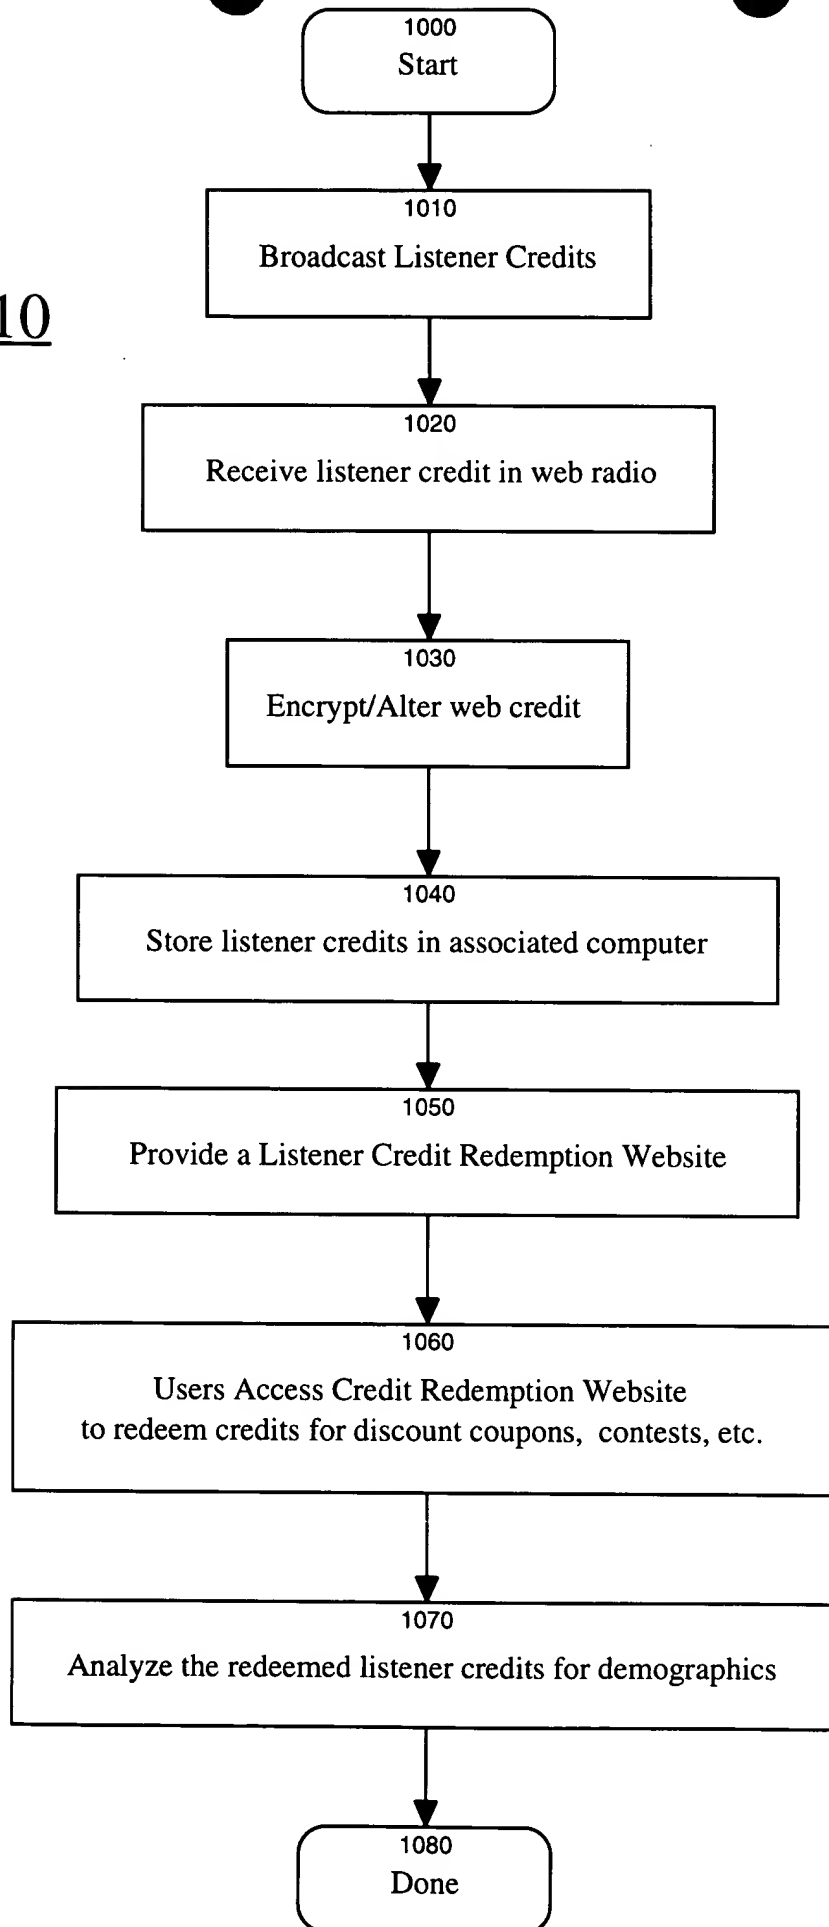 1000
Start
1010
Broadcast Listener Credits
10
1020
Receive listener credit in web radio
1030
Encrypt/Alter web credit
1040
Store listener credits in associated computer
1050
Provide a Listener Credit Redemption Website
1060
Users Access Credit Redemption Website
to redeem credits for discount coupons, contests, etc.
1070
Analyze the redeemed listener credits for demographics
1080
Done